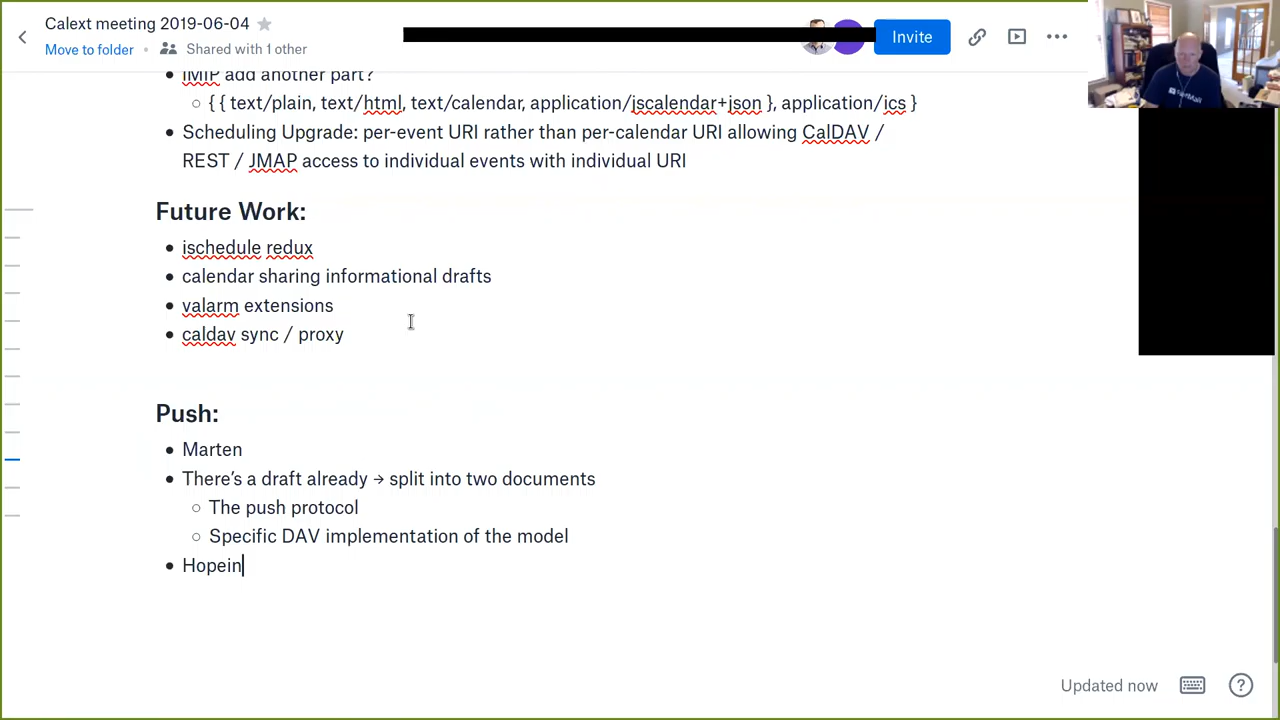 Calext meeting 2019-06-04
Move to folder
Shared with 1 other
Invite
IMIP add another part?
{ { text/plain, text/html, text/calendar, application/jscalendar+json }, application/ics }
Scheduling Upgrade: per-event URI rather than per-calendar URI allowing CalDAV /
REST / JMAP access to individual events with individual URI
Future Work:
ischedule redux
calendar sharing informational drafts
valarm extensions
caldav sync / proxy
Push:
Marten
There’s a draft already → split into two documents
The push protocol
Specific DAV implementation of the model
Hopein
Updated now